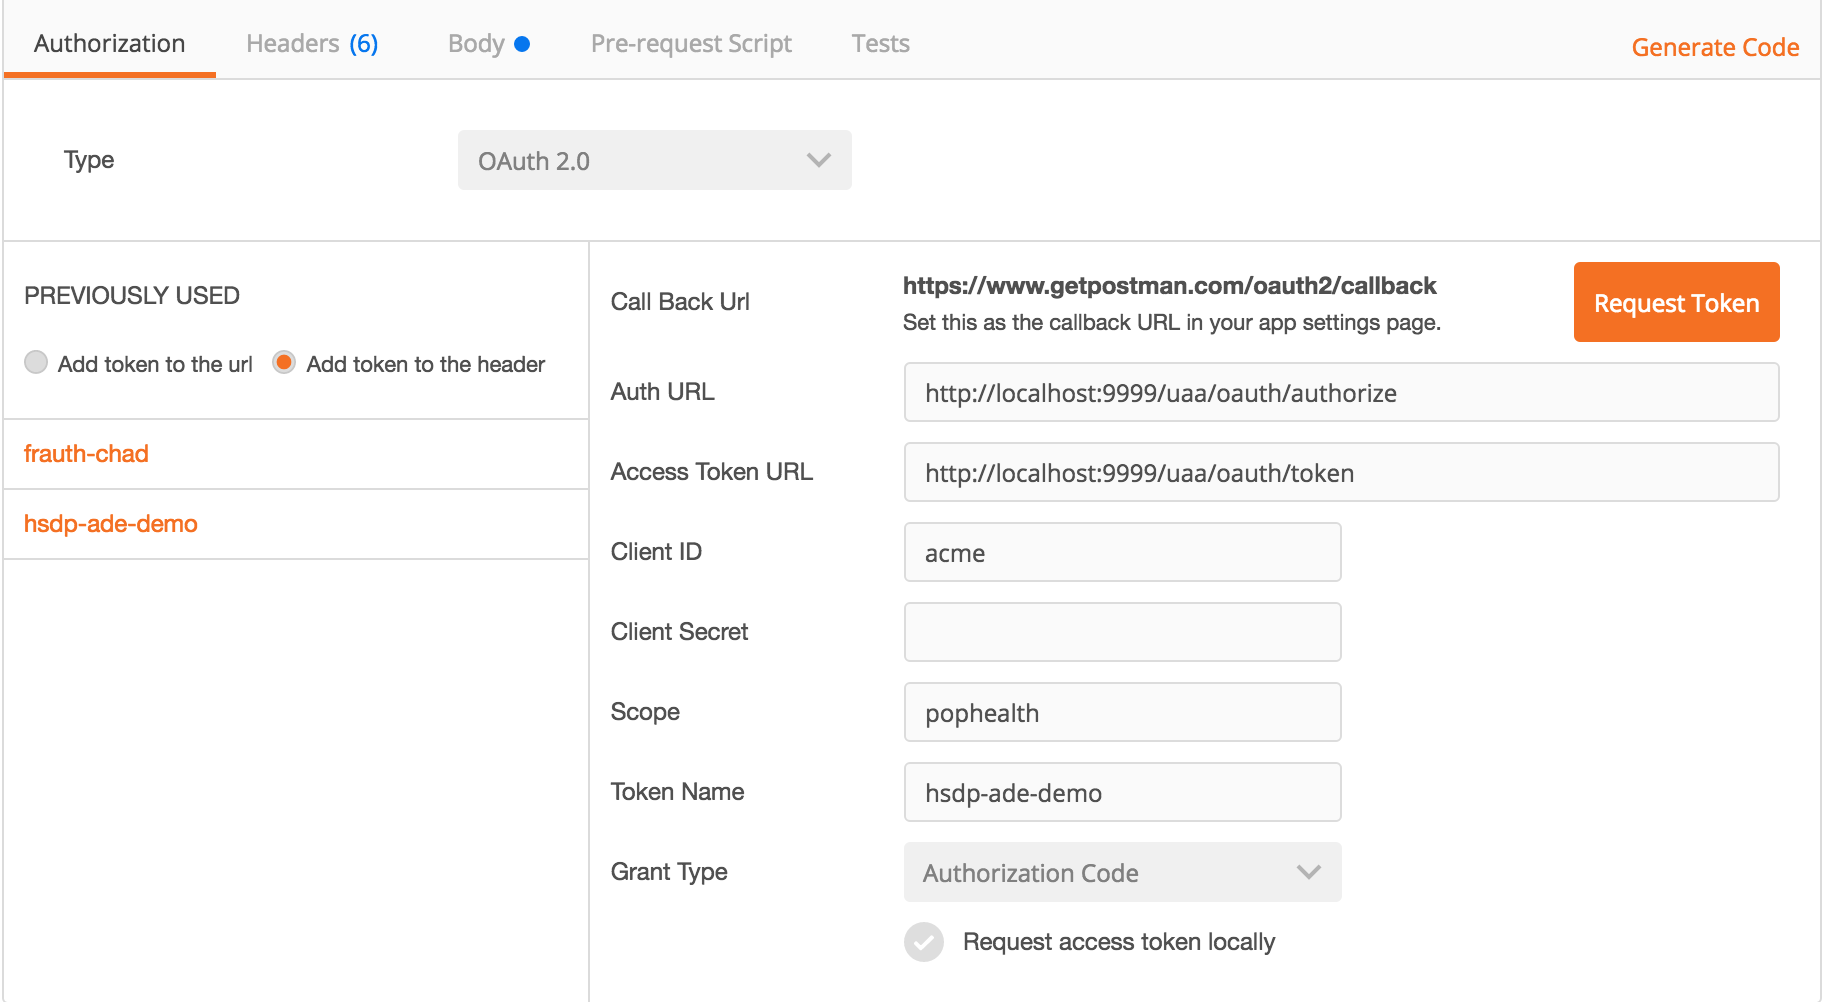 Authorization Headers (6) Body Pre-request Script Tests Generate Code
Type OAuth 2.0
PREVIOUSLY USED
Add token to the url Add token to the header
frauth-chad
hsdp-ade-demo
Call Back Url https://www.getpostman.com/oauth2/callback
Set this as the callback URL in your app settings page.
Request Token
Auth URL http://localhost:9999/uaa/oauth/authorize
Access Token URL http://localhost:9999/uaa/oauth/token
Client ID acme
Client Secret
Scope pophealth
Token Name hsdp-ade-demo
Grant Type Authorization Code
Request access token locally